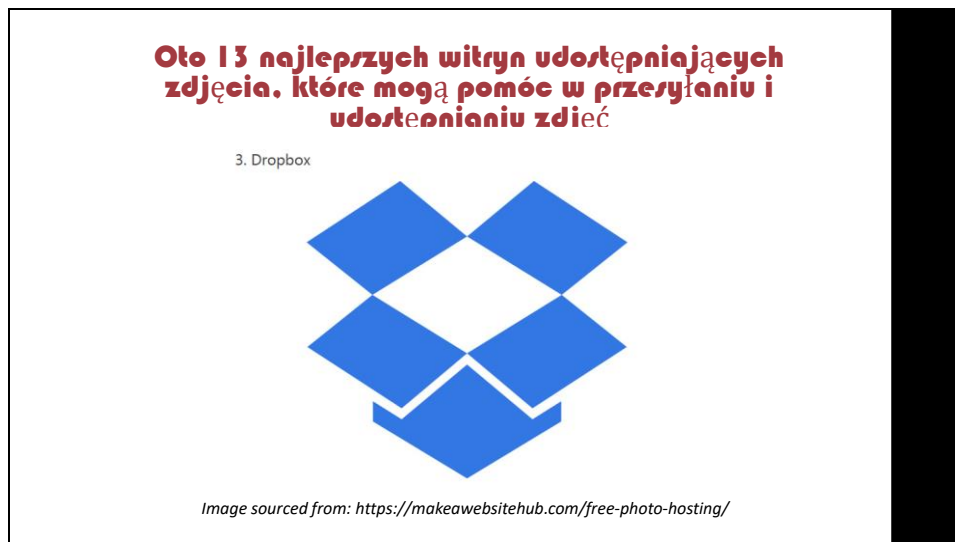 Oto 13 najlepszych witryn udostępniających
zdjęcia, które mogą pomóc w przesyłaniu i
udostępnianiu zdjęć
3. Dropbox
Image sourced from: https://makeawebsitehub.com/free-photo-hosting/